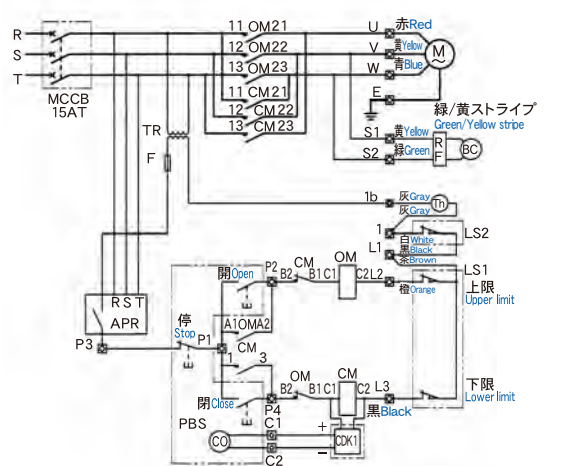 R
S
T
MCCB
15AT
11 OM21
12 OM22
13 OM23
11 CM21
12 CM22
13 CM23
U 赤Red
V 黄Yellow
W 青Blue
E
M
~
緑/黄ストライプ
Green/Yellow stripe
S1 黄Yellow
S2 緑Green
R
F
BC
TR
F
1b 灰Gray
Th
灰Gray
1
白White
LS2
L1 黒Black
茶Brown
R S T
APR
P3
停
Stop
P1
開Open
P2
B2 CM B1 C1 OM C2 L2
橙Orange
LS1
上限
Upper limit
A1OMA2
CM
1 3
閉Close
P4
B2 OM B1 C1 CM C2 L3
黒Black
下限
Lower limit
PBS
CO
C1
C2
+
−
CDK1